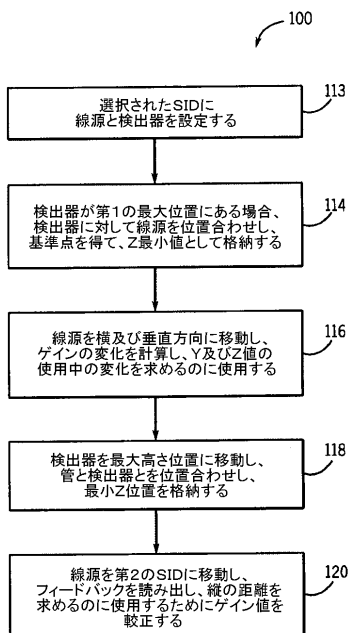 100
選択されたSIDに
線源と検出器を設定する
113
検出器が第1の最大位置にある場合、
検出器に対して線源を位置合わせし、
基準点を得て、Z最小値として格納する
114
線源を横及び垂直方向に移動し、
ゲインの変化を計算し、Y及びZ値の
使用中の変化を求めるのに使用する
116
検出器を最大高さ位置に移動し、
管と検出器とを位置合わせし、
最小Z位置を格納する
118
線源を第2のSIDに移動し、
フィードバックを読み出し、縦の距離を
求めるのに使用するためにゲイン値を
較正する
120